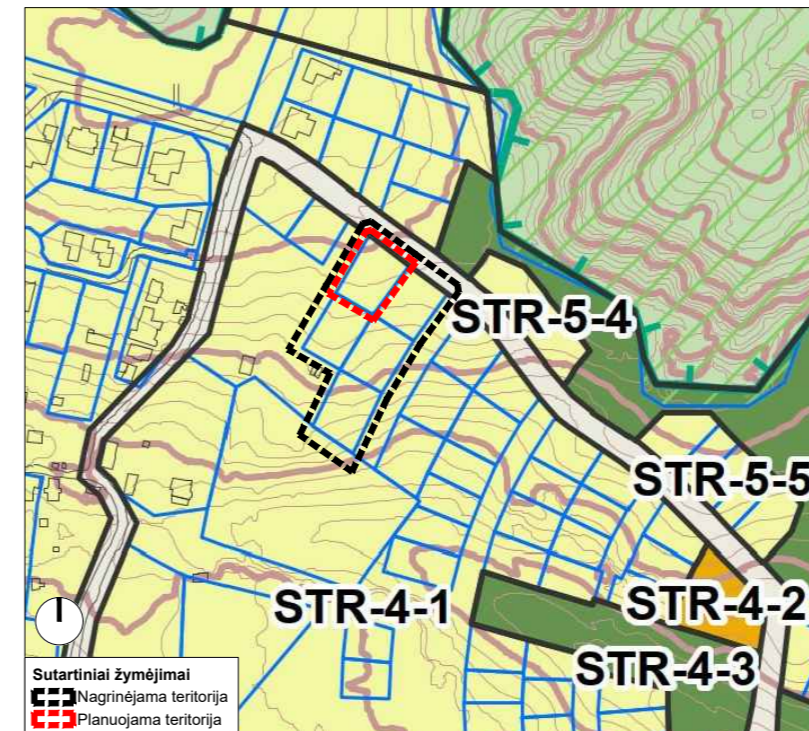 STR-5-4
STR-5-5
STR-4-1
STR-4-2
STR-4-3
Sutartiniai žymėjimai
Nagrinėjama teritorija
Planuojama teritorija